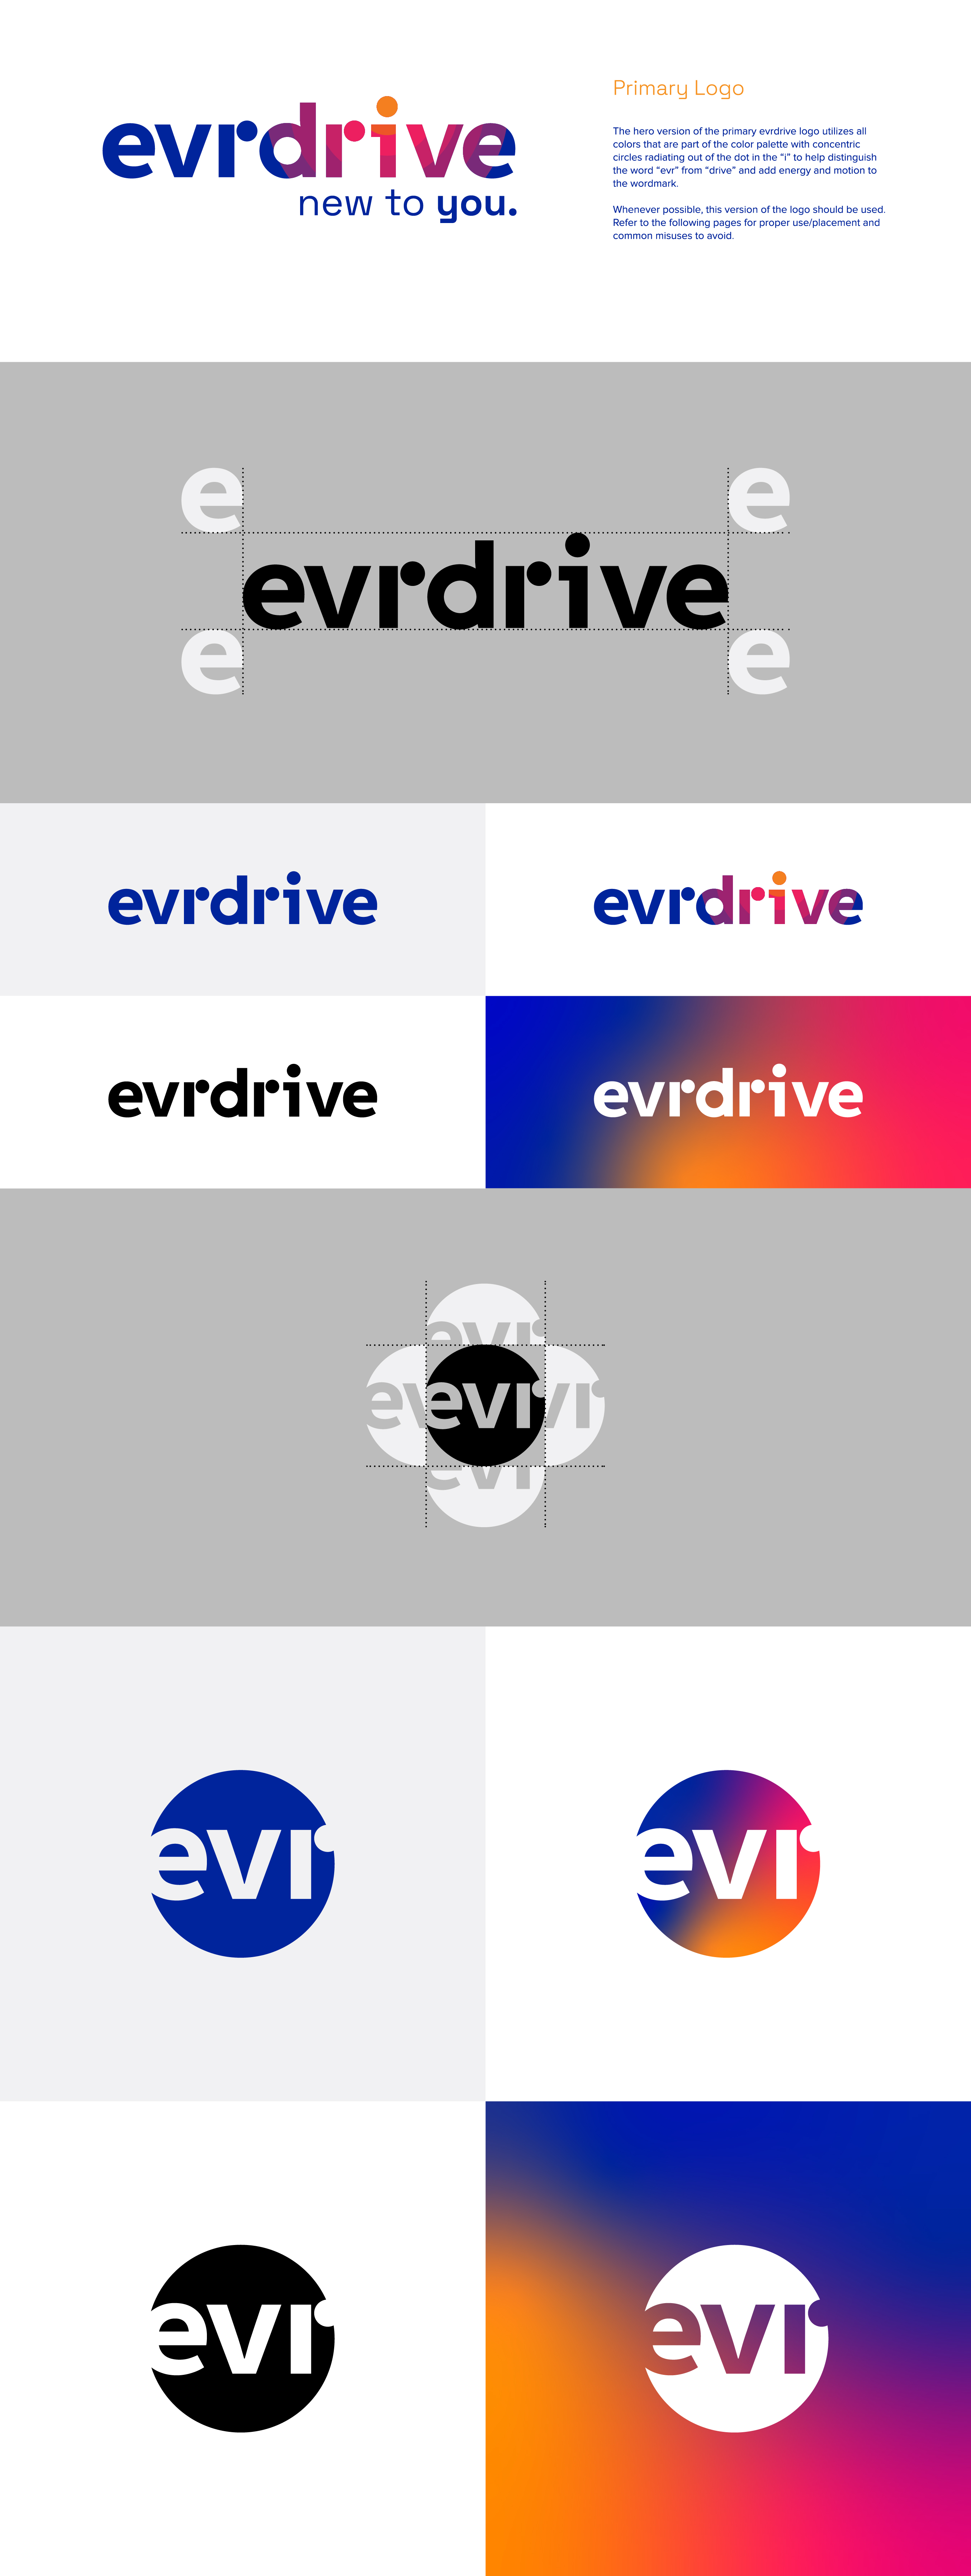 evrdrive
new to you.
Primary Logo
The hero version of the primary evrdrive logo utilizes all
colors that are part of the color palette with concentric
circles radiating out of the dot in the “i” to help distinguish
the word “evr” from “drive” and add energy and motion to
the wordmark.
Whenever possible, this version of the logo should be used.
Refer to the following pages for proper use/placement and
common misuses to avoid.
e e
evrdrive
e e
evrdrive
evrdrive
evrdrive
evrdrive
evr
evr
evr
evr
evr
evr
evr
evr
evr